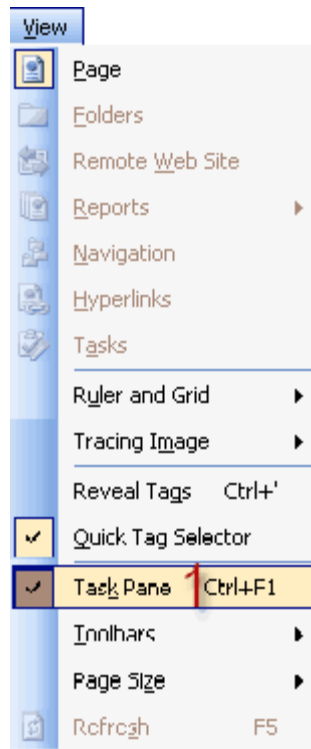 View
Page
Folders
Remote Web Site
Reports
Navigation
Hyperlinks
Tasks
Ruler and Grid
Tracing Image
Reveal Tags Ctrl+'
Quick Tag Selector
Task Pane 1 Ctrl+F1
Toolbars
Page Size
Refresh F5